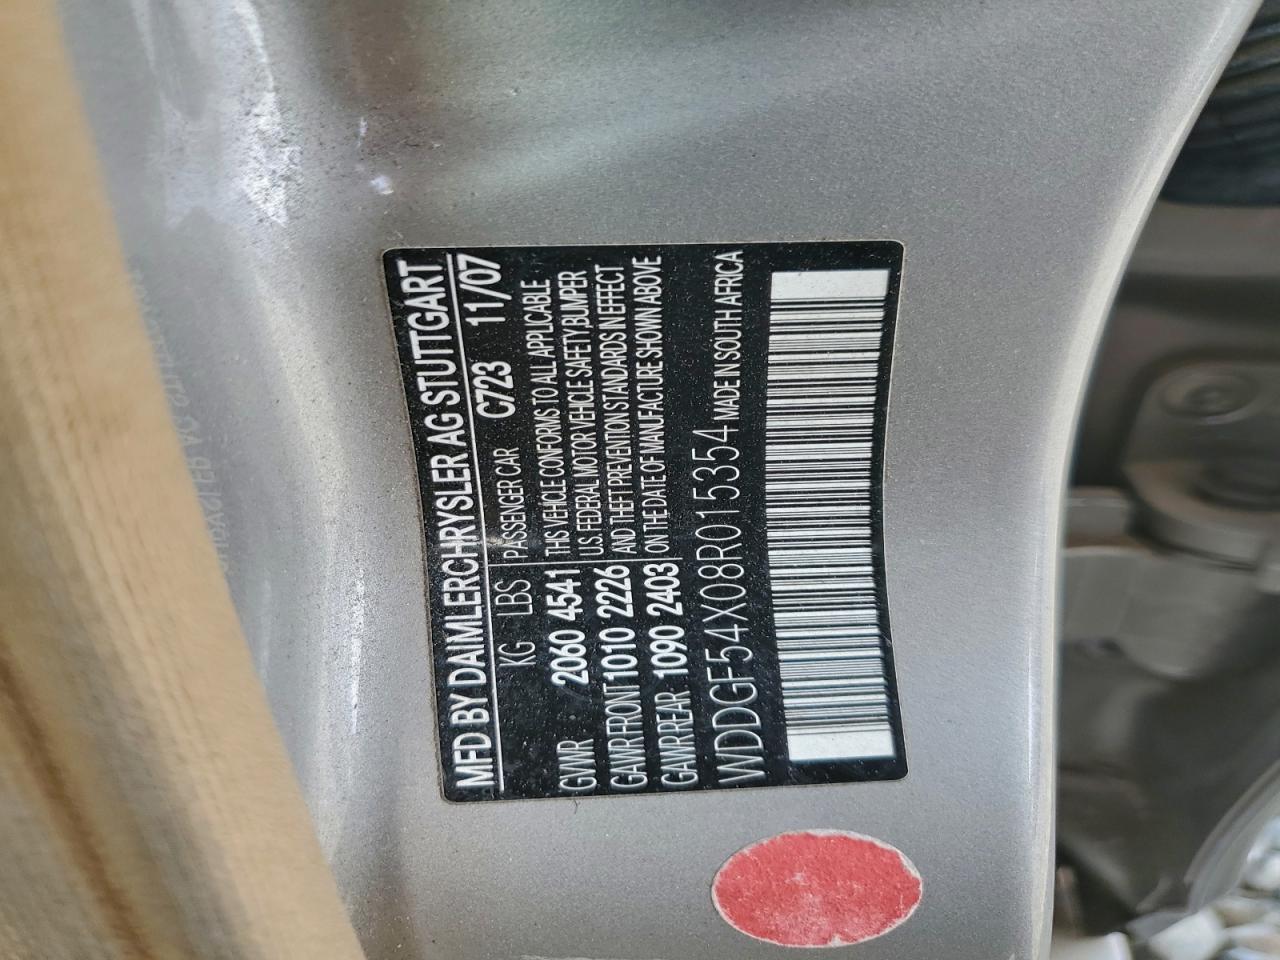 MFD BY DAIMLERCHRYSLER AG STUTTGART
KG LBS PASSENGER CAR C723 11/07
GVWR 2060 4541 THIS VEHICLE CONFORMS TO ALL APPLICABLE
GAWR FRONT 1010 2226 U.S. FEDERAL MOTOR VEHICLE SAFETY, BUMPER
GAWR REAR 1090 2403 AND THEFT PREVENTION STANDARDS IN EFFECT
ON THE DATE OF MANUFACTURE SHOWN ABOVE
WDDGF54X08R015354 MADE IN SOUTH AFRICA